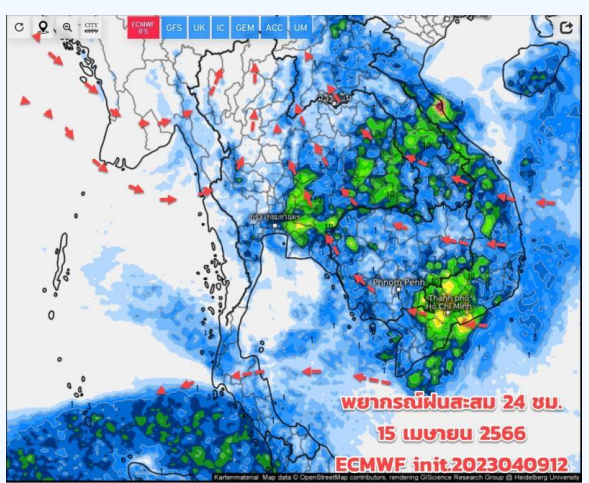 CITY
ECMWF
IFS
GFS
UK
IC
GEM
ACC
UM
กรุงเทพมหานคร
Phnom Penh
Thành phố
Hồ Chí Minh
พยากรณ์ฝนสะสม 24 ชม.
15 เมษายน 2566
ECMWF init.2023040912
Kartenmaterial: Map data © OpenStreetMap contributors, rendering GIScience Research Group @ Heidelberg University